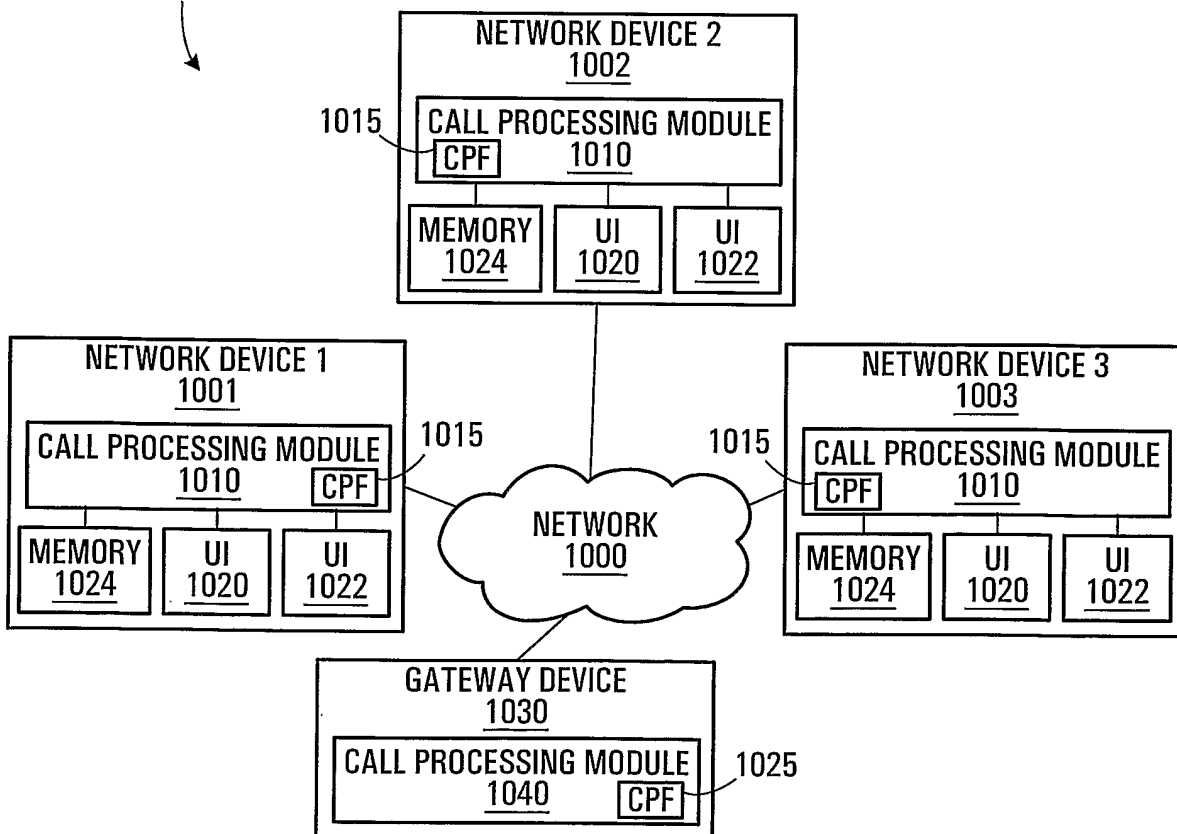 NETWORK DEVICE 2
1002
1015
CALL PROCESSING MODULE
CPF
1010
MEMORY
1024
UI
1020
UI
1022
NETWORK DEVICE 1
1001
CALL PROCESSING MODULE
1010
CPF
1015
MEMORY
1024
UI
1020
UI
1022
NETWORK
1000
NETWORK DEVICE 3
1003
1015
CALL PROCESSING MODULE
CPF
1010
MEMORY
1024
UI
1020
UI
1022
GATEWAY DEVICE
1030
CALL PROCESSING MODULE
1040
CPF
1025